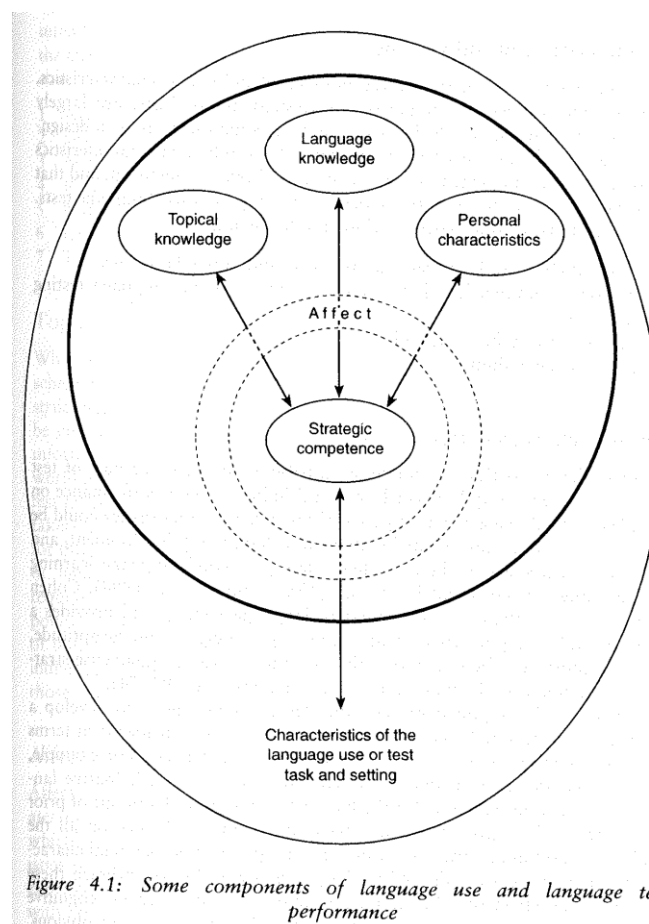 Language
knowledge
Topical
knowledge
Personal
characteristics
Affect
Strategic
competence
Characteristics of the
language use or test
task and setting
Figure 4.1: Some components of language use and language te
performance